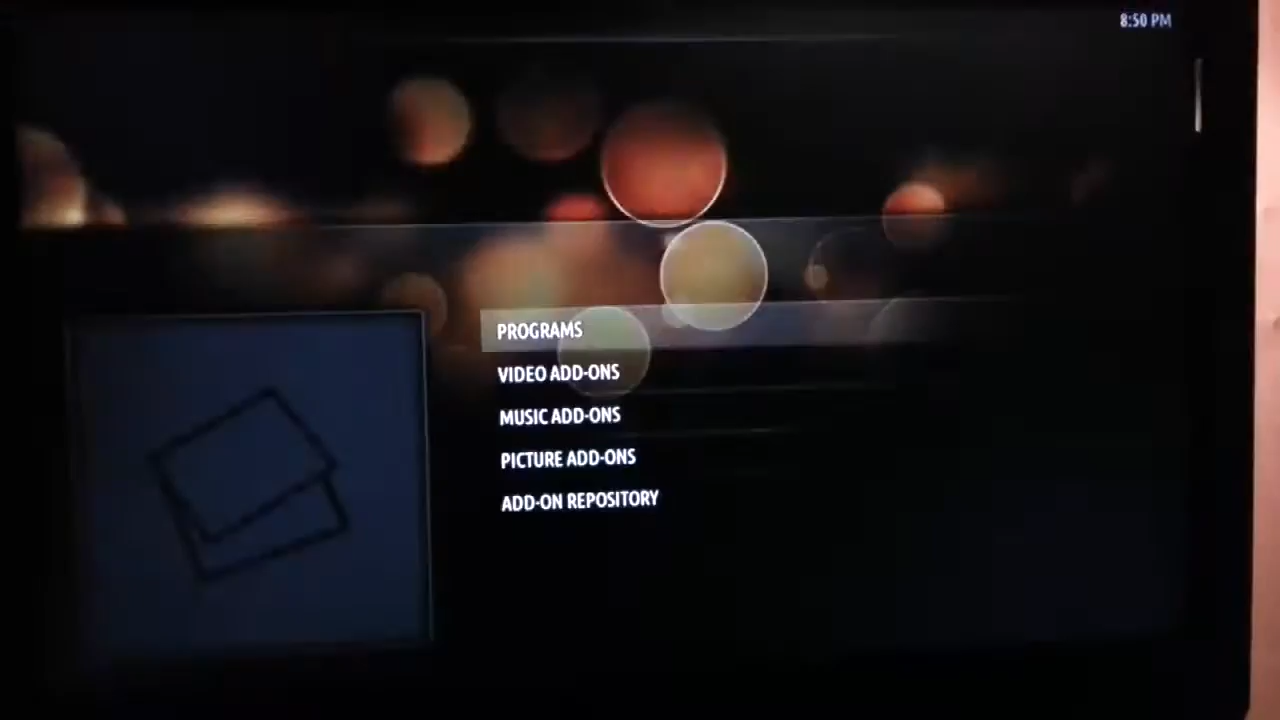 8:50 PM
PROGRAMS
VIDEO ADD-ONS
MUSIC ADD-ONS
PICTURE ADD-ONS
ADD-ON REPOSITORY